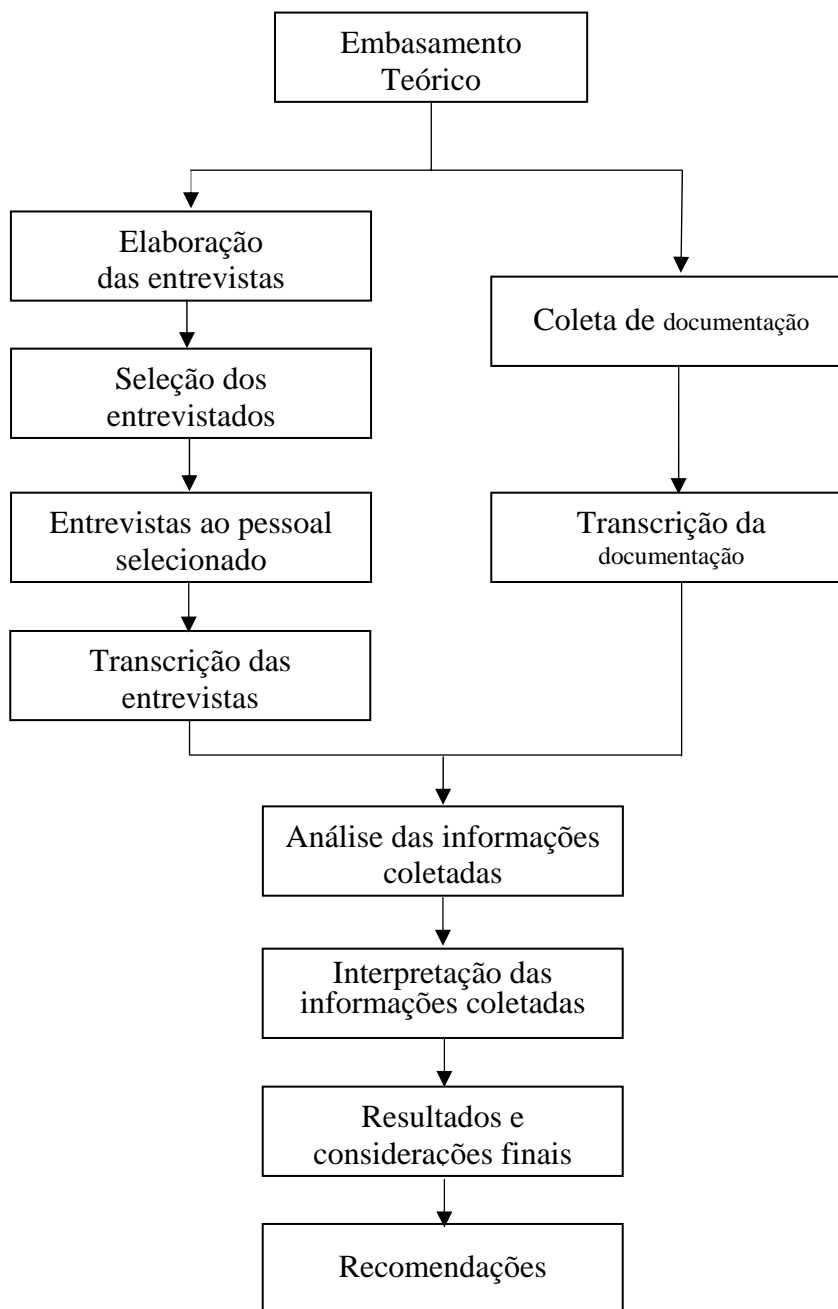 Embasamento
Teórico
Elaboração
das entrevistas
Coleta de documentação
Seleção dos
entrevistados
Entrevistas ao pessoal
selecionado
Transcrição da
documentação
Transcrição das
entrevistas
Análise das informações
coletadas
Interpretação das
informações coletadas
Resultados e
considerações finais
Recomendações